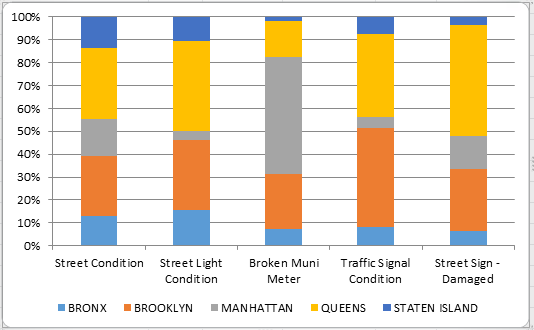 100%
90%
80%
70%
60%
50%
40%
30%
20%
10%
0%
Street Condition
Street Light
Condition
Broken Muni
Meter
Traffic Signal
Condition
Street Sign -
Damaged
BRONX BROOKLYN MANHATTAN QUEENS STATEN ISLAND